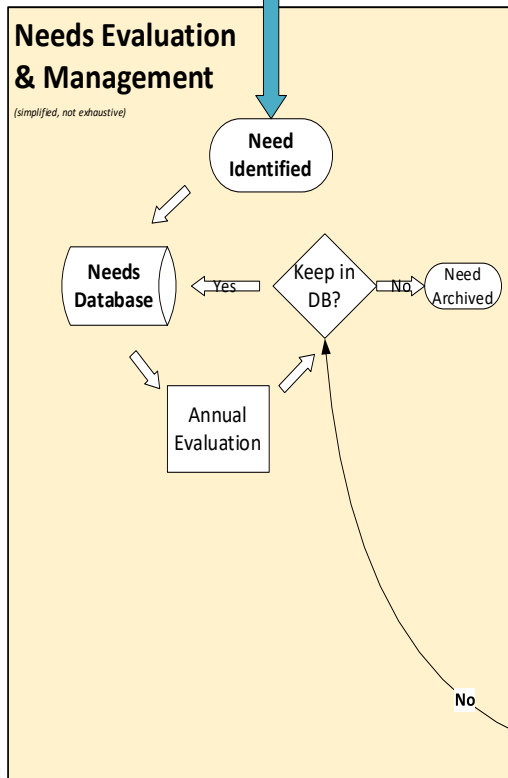 Needs Evaluation
& Management
(simplified, not exhaustive)
Need
Identified
Needs
Database
Yes
Keep in
DB?
No
Need
Archived
Annual
Evaluation
No